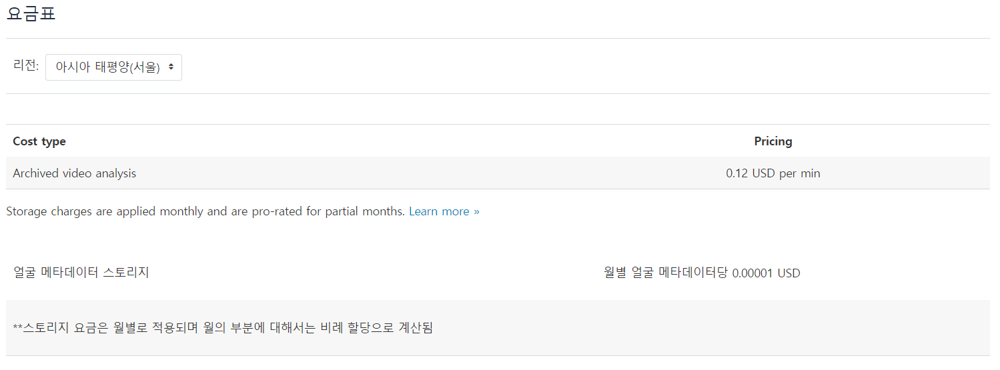 요금표
리전: 아시아 태평양(서울)
Cost type Pricing
Archived video analysis 0.12 USD per min
Storage charges are applied monthly and are pro-rated for partial months. Learn more »
얼굴 메타데이터 스토리지 월별 얼굴 메타데이터당 0.00001 USD
**스토리지 요금은 월별로 적용되며 월의 부분에 대해서는 비례 할당으로 계산됨